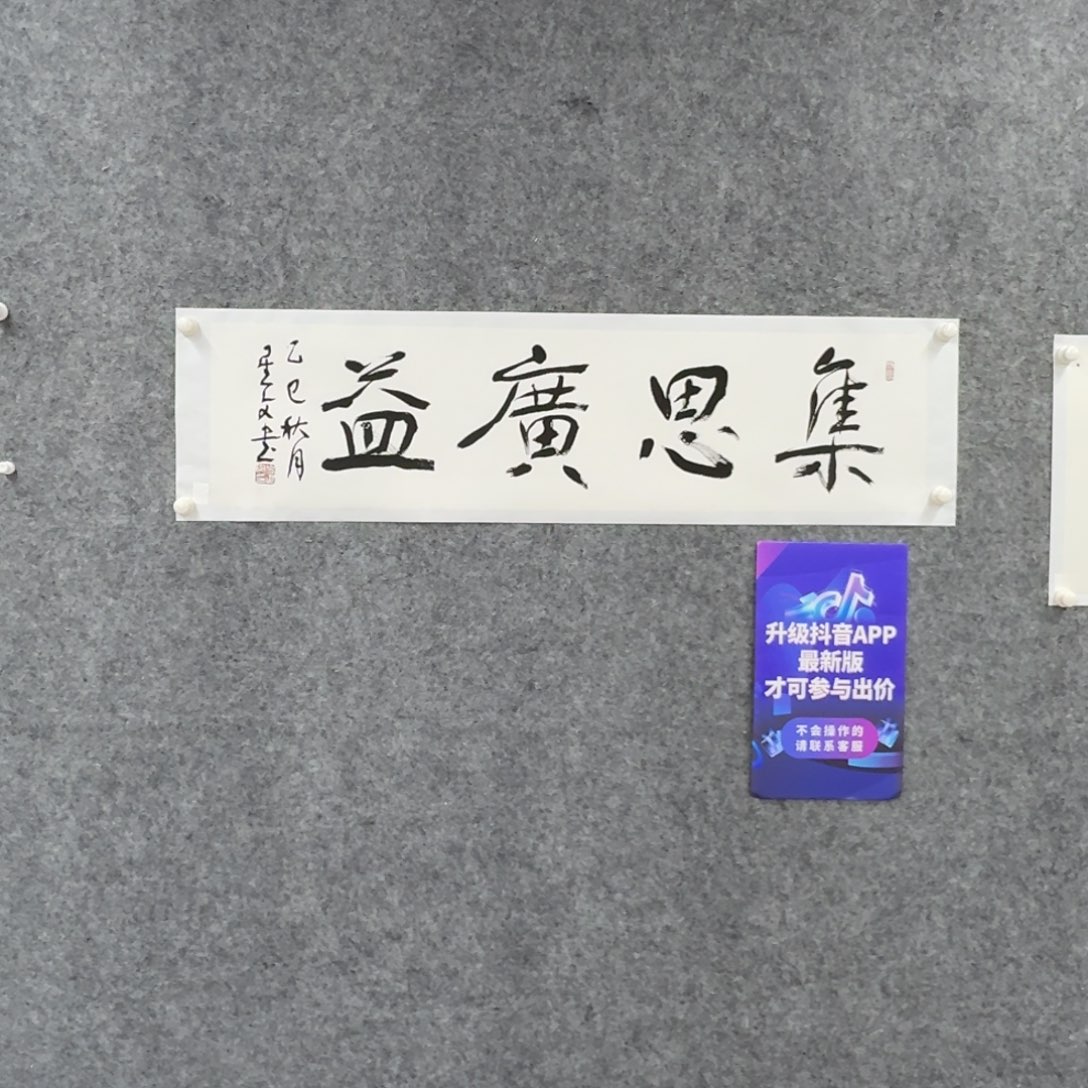 集思廣益
乙巳秋月
升级抖音APP
最新版
才可参与出价
不会操作的
请联系客服